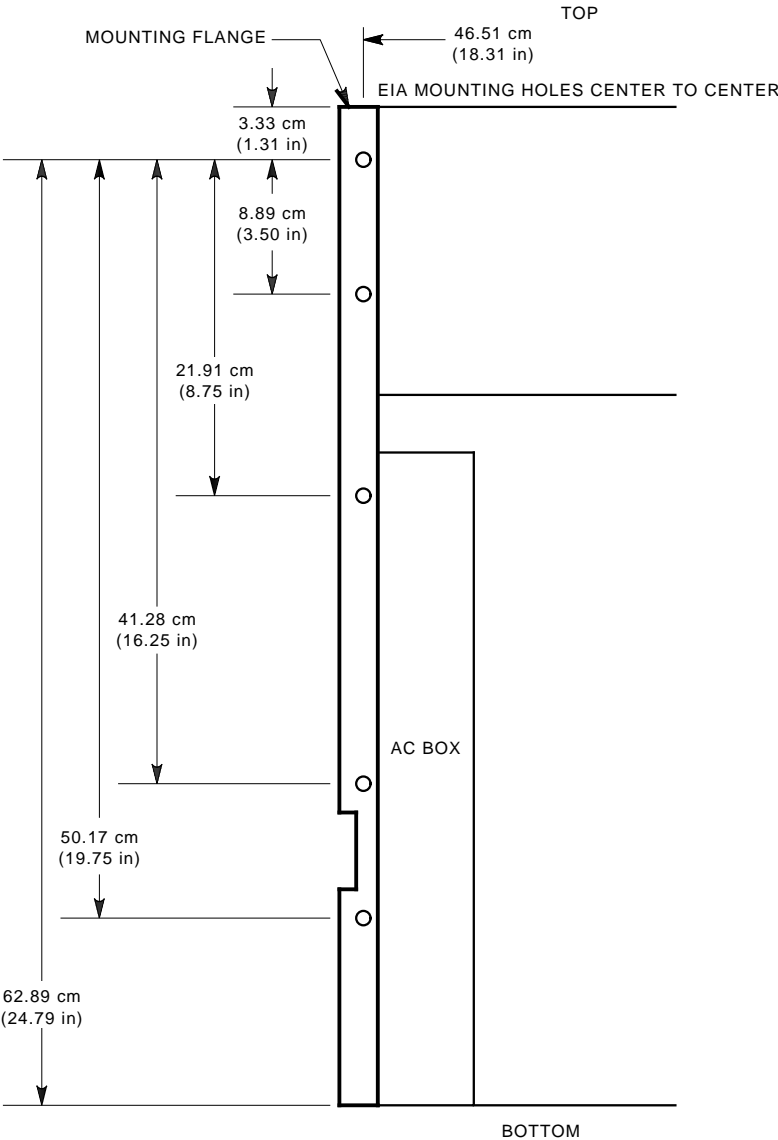 TOP
MOUNTING FLANGE
46.51 cm
(18.31 in)
EIA MOUNTING HOLES CENTER TO CENTER
3.33 cm
(1.31 in)
8.89 cm
(3.50 in)
21.91 cm
(8.75 in)
41.28 cm
(16.25 in)
AC BOX
50.17 cm
(19.75 in)
62.89 cm
(24.79 in)
BOTTOM